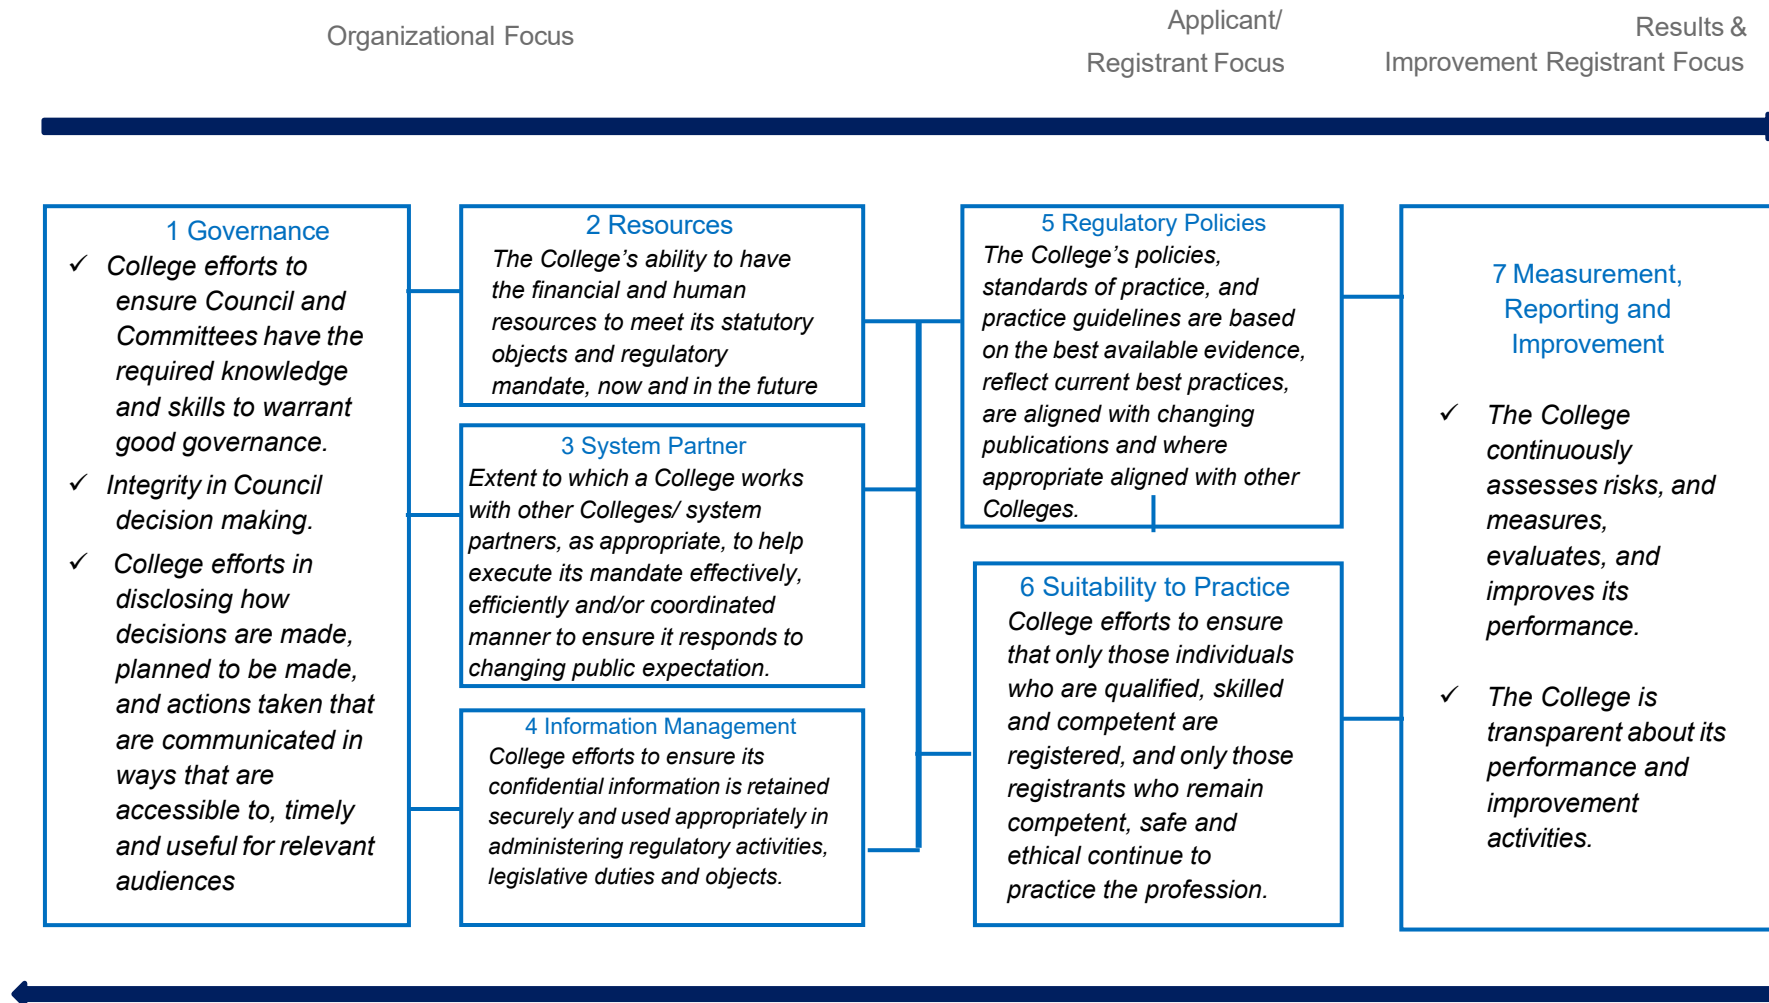 Organizational Focus
Applicant/
Registrant Focus
Results &
Improvement Registrant Focus
1 Governance
✓ College efforts to
ensure Council and
Committees have the
required knowledge
and skills to warrant
good governance.
✓ Integrity in Council
decision making.
✓ College efforts in
disclosing how
decisions are made,
planned to be made,
and actions taken that
are communicated in
ways that are
accessible to, timely
and useful for relevant
audiences
2 Resources
The College’s ability to have
the financial and human
resources to meet its statutory
objects and regulatory
mandate, now and in the future
3 System Partner
Extent to which a College works
with other Colleges/ system
partners, as appropriate, to help
execute its mandate effectively,
efficiently and/or coordinated
manner to ensure it responds to
changing public expectation.
4 Information Management
College efforts to ensure its
confidential information is retained
securely and used appropriately in
administering regulatory activities,
legislative duties and objects.
5 Regulatory Policies
The College’s policies,
standards of practice, and
practice guidelines are based
on the best available evidence,
reflect current best practices,
are aligned with changing
publications and where
appropriate aligned with other
Colleges.
6 Suitability to Practice
College efforts to ensure
that only those individuals
who are qualified, skilled
and competent are
registered, and only those
registrants who remain
competent, safe and
ethical continue to
practice the profession.
7 Measurement,
Reporting and
Improvement
✓ The College
continuously
assesses risks, and
measures,
evaluates, and
improves its
performance.
✓ The College is
transparent about its
performance and
improvement
activities.